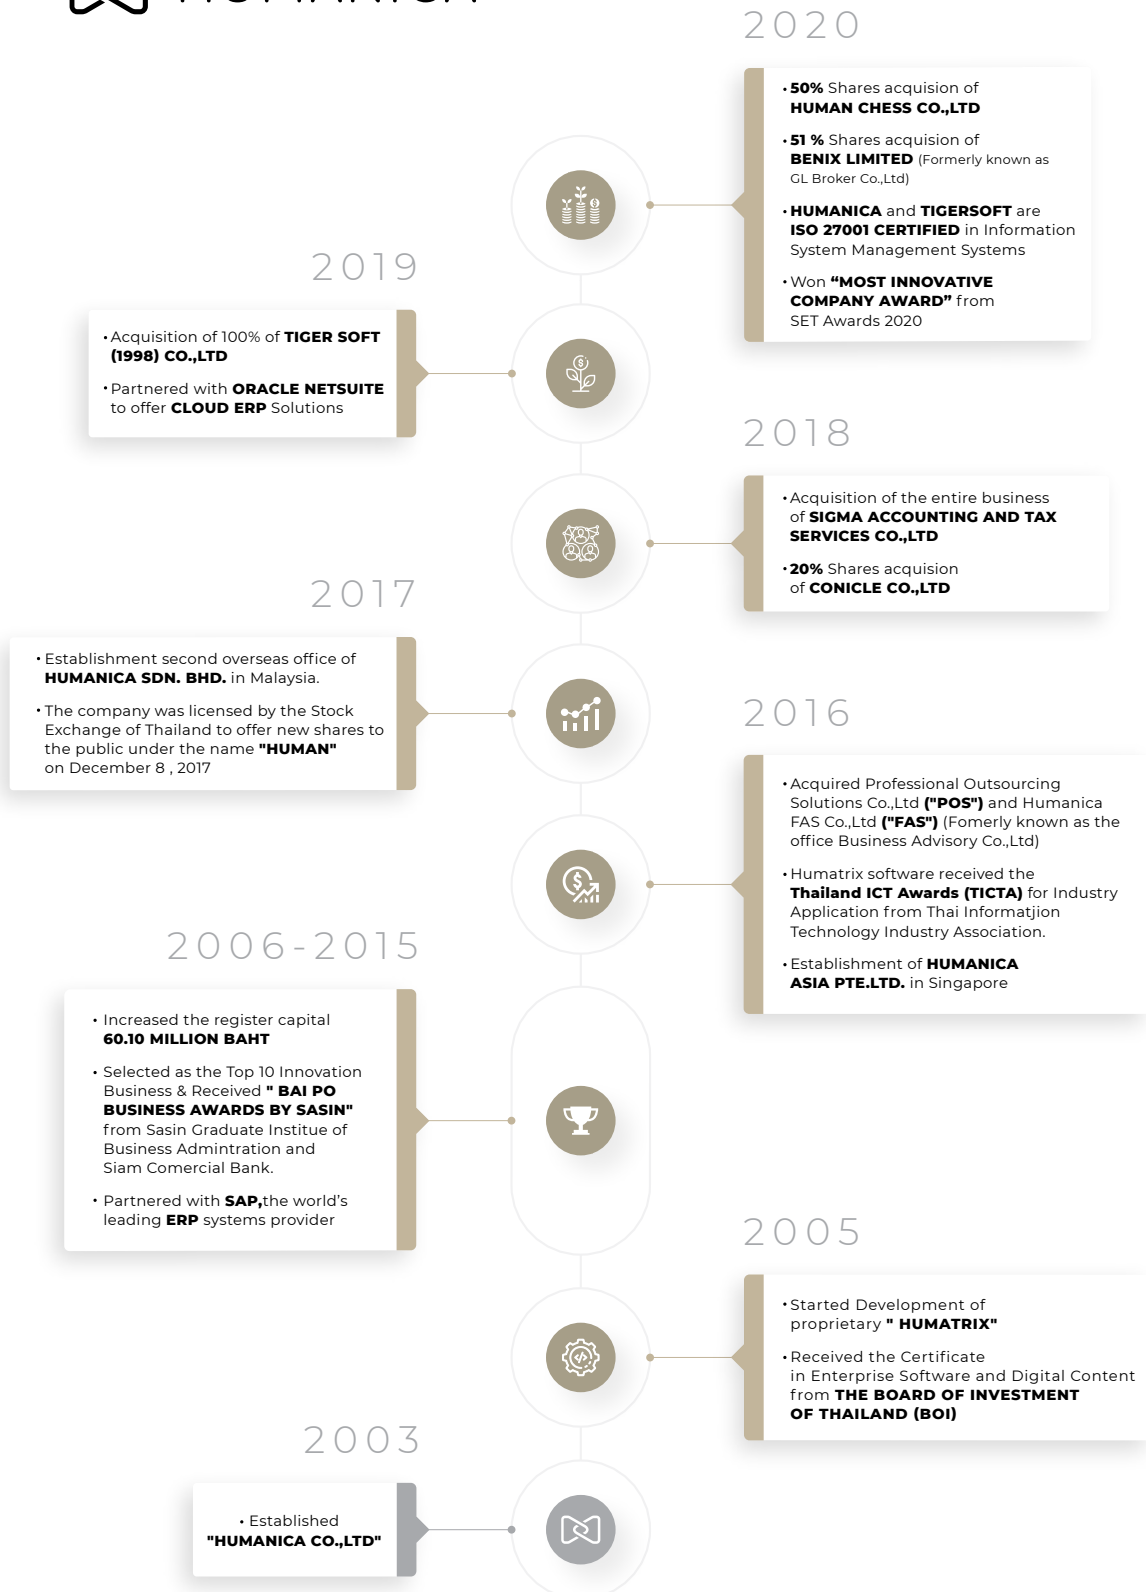 HUMANICA
2020
• 50% Shares acquision of
HUMAN CHESS CO.,LTD
• 51 % Shares acquision of
BENIX LIMITED (Formerly known as
GL Broker Co.,Ltd)
• HUMANICA and TIGERSOFT are
ISO 27001 CERTIFIED in Information
System Management Systems
• Won “MOST INNOVATIVE
COMPANY AWARD” from
SET Awards 2020
2019
• Acquisition of 100% of TIGER SOFT
(1998) CO.,LTD
• Partnered with ORACLE NETSUITE
to offer CLOUD ERP Solutions
2018
• Acquisition of the entire business
of SIGMA ACCOUNTING AND TAX
SERVICES CO.,LTD
• 20% Shares acquision
of CONICLE CO.,LTD
2017
• Establishment second overseas office of
HUMANICA SDN. BHD. in Malaysia.
• The company was licensed by the Stock
Exchange of Thailand to offer new shares to
the public under the name "HUMAN"
on December 8 , 2017
2016
• Acquired Professional Outsourcing
Solutions Co.,Ltd ("POS") and Humanica
FAS Co.,Ltd ("FAS") (Fomerly known as the
office Business Advisory Co.,Ltd)
• Humatrix software received the
Thailand ICT Awards (TICTA) for Industry
Application from Thai Informatjion
Technology Industry Association.
• Establishment of HUMANICA
ASIA PTE.LTD. in Singapore
2006-2015
• Increased the register capital
60.10 MILLION BAHT
• Selected as the Top 10 Innovation
Business & Received " BAI PO
BUSINESS AWARDS BY SASIN"
from Sasin Graduate Institue of
Business Admintration and
Siam Comercial Bank.
• Partnered with SAP,the world’s
leading ERP systems provider
2005
• Started Development of
proprietary " HUMATRIX"
• Received the Certificate
in Enterprise Software and Digital Content
from THE BOARD OF INVESTMENT
OF THAILAND (BOI)
2003
• Established
"HUMANICA CO.,LTD"